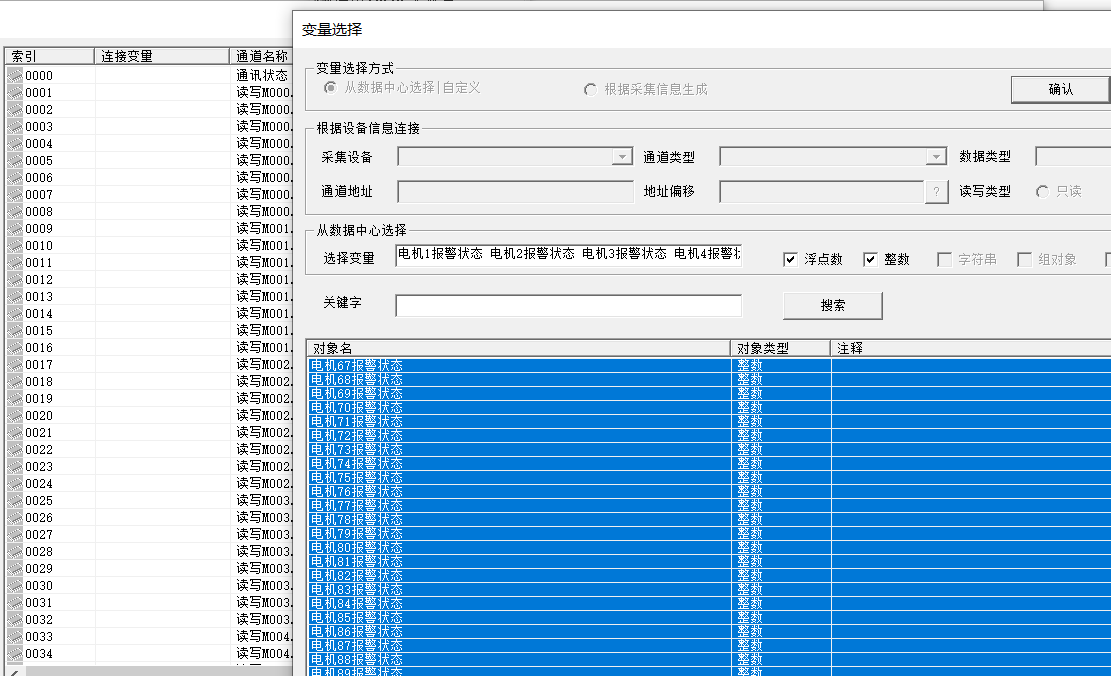 变量选择
索引 连接变量 通道名称
0000 通讯状态
0001 读写M000.
0002 读写M000.
0003 读写M000.
0004 读写M000.
0005 读写M000.
0006 读写M000.
0007 读写M000.
0008 读写M000.
0009 读写M001.
0010 读写M001.
0011 读写M001.
0012 读写M001.
0013 读写M001.
0014 读写M001.
0015 读写M001.
0016 读写M001.
0017 读写M002.
0018 读写M002.
0019 读写M002.
0020 读写M002.
0021 读写M002.
0022 读写M002.
0023 读写M002.
0024 读写M002.
0025 读写M003.
0026 读写M003.
0027 读写M003.
0028 读写M003.
0029 读写M003.
0030 读写M003.
0031 读写M003.
0032 读写M003.
0033 读写M004.
0034 读写M004.
变量选择方式
从数据中心选择|自定义 根据采集信息生成 确认
根据设备信息连接
采集设备 通道类型 数据类型
通道地址 地址偏移 ? 读写类型 只读
从数据中心选择
选择变量 电机1报警状态 电机2报警状态 电机3报警状态 电机4报警 浮点数 整数 字符串 组对象
关键字 搜索
对象名 对象类型 注释
电机67报警状态 整数
电机68报警状态 整数
电机69报警状态 整数
电机70报警状态 整数
电机71报警状态 整数
电机72报警状态 整数
电机73报警状态 整数
电机74报警状态 整数
电机75报警状态 整数
电机76报警状态 整数
电机77报警状态 整数
电机78报警状态 整数
电机79报警状态 整数
电机80报警状态 整数
电机81报警状态 整数
电机82报警状态 整数
电机83报警状态 整数
电机84报警状态 整数
电机85报警状态 整数
电机86报警状态 整数
电机87报警状态 整数
电机88报警状态 整数
电机89报警状态 整数